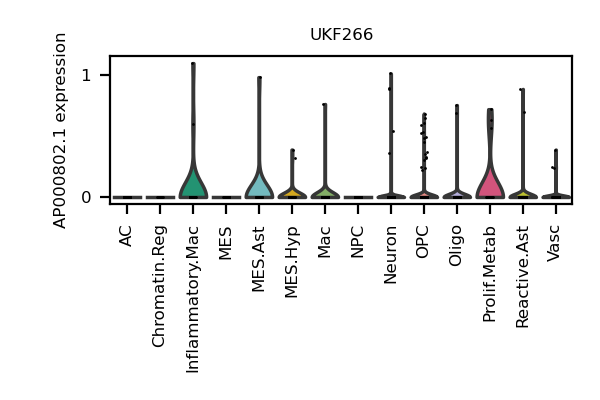 UKF266
AP000802.1 expression
1
0
AC
Chromatin.Reg
Inflammatory.Mac
MES
MES.Ast
MES.Hyp
Mac
NPC
Neuron
OPC
Oligo
Prolif.Metab
Reactive.Ast
Vasc